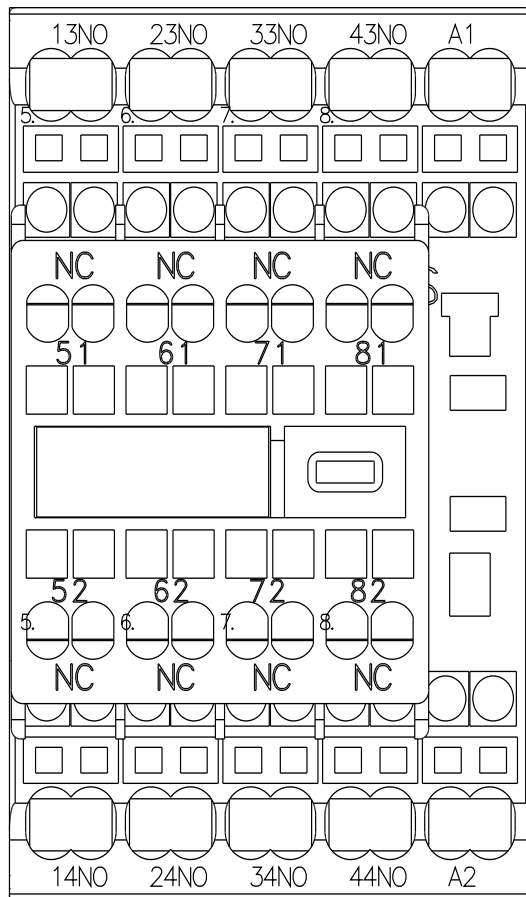 13NO 23NO 33NO 43NO A1
5. 6. 7. 8.
NC NC NC NC
51 61 71 81
52 62 72 82
5. 6. 7. 8.
NC NC NC NC
14NO 24NO 34NO 44NO A2